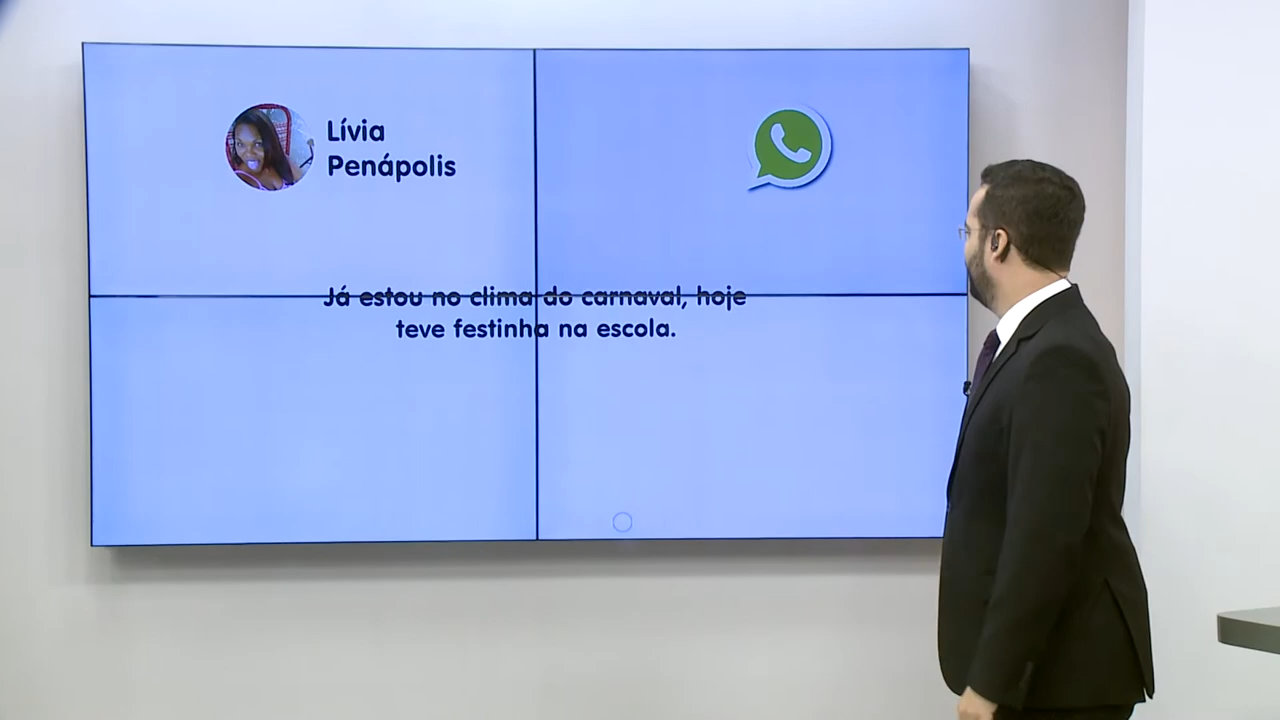 Lívia
Penápolis
Já estou no clima do carnaval, hoje
teve festinha na escola.